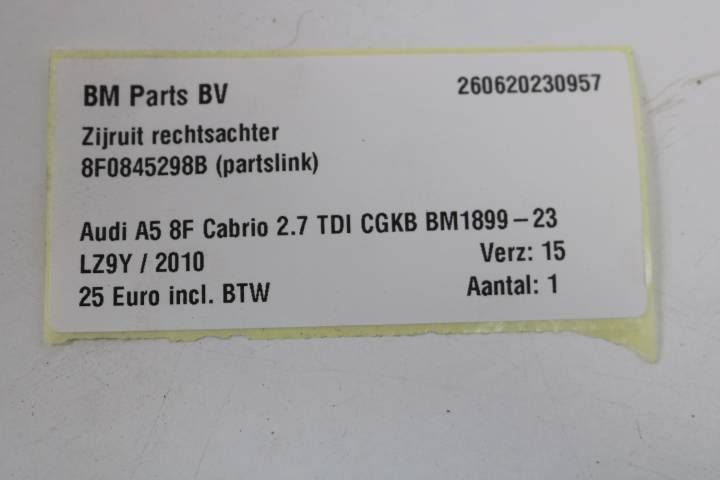 BM Parts BV 260620230957
Zijruit rechtsachter
8F0845298B (partslink)
Audi A5 8F Cabrio 2.7 TDI CGKB BM1899-23
LZ9Y / 2010 Verz: 15
25 Euro incl. BTW Aantal: 1